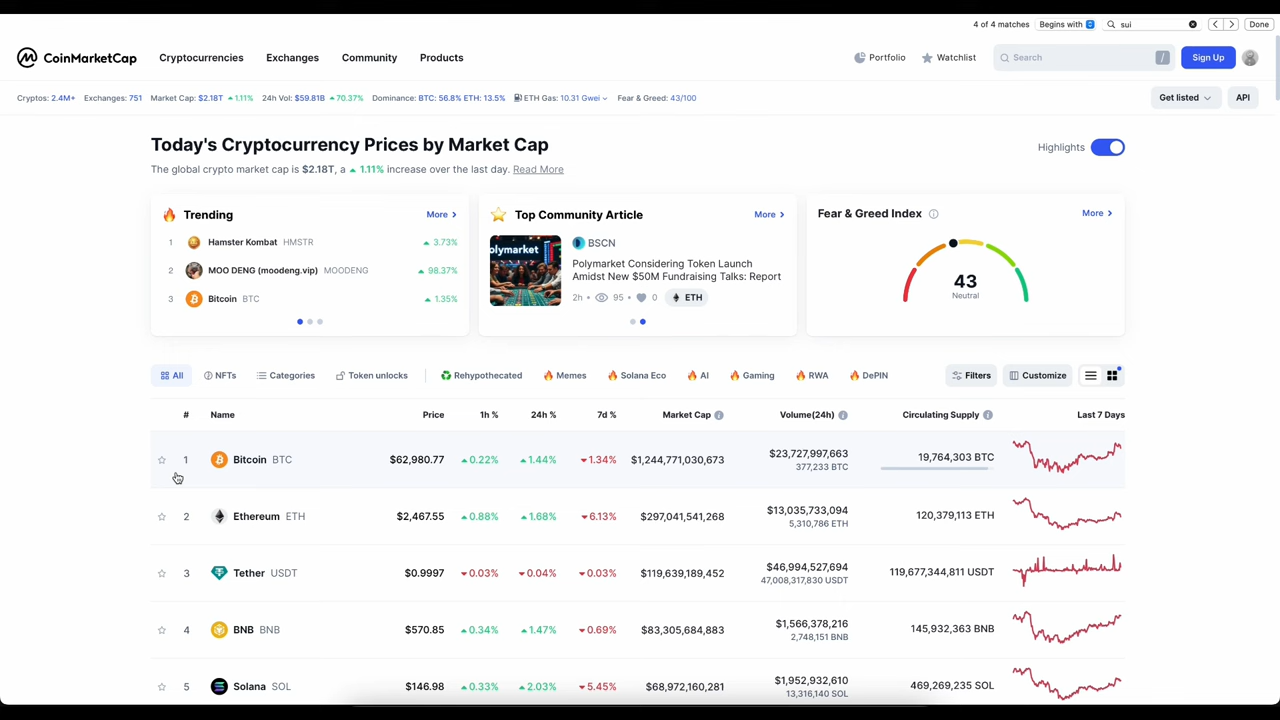 4 of 4 matches Begins with sui Done
CoinMarketCap Cryptocurrencies Exchanges Community Products Portfolio Watchlist Search / Sign Up
Cryptos: 2.4M+ Exchanges: 751 Market Cap: $2.18T 1.11% 24h Vol: $59.81B 70.37% Dominance: BTC: 56.8% ETH: 13.5% ETH Gas: 10.31 Gwei Fear & Greed: 43/100 Get listed API
Today's Cryptocurrency Prices by Market Cap
Highlights
The global crypto market cap is $2.18T, a 1.11% increase over the last day. Read More
Trending More
1 Hamster Kombat HMSTR 3.73%
2 MOO DENG (moodeng.vip) MOODENG 98.37%
3 Bitcoin BTC 1.35%
Top Community Article More
olymarket
BSCN
Polymarket Considering Token Launch
Amidst New $50M Fundraising Talks: Report
2h • 95 • 0 ETH
Fear & Greed Index More
43
Neutral
All NFTs Categories Token unlocks Rehypothecated Memes Solana Eco AI Gaming RWA DePIN Filters Customize
# Name Price 1h % 24h % 7d % Market Cap Volume(24h) Circulating Supply Last 7 Days
1 Bitcoin BTC $62,980.77 0.22% 1.44% 1.34% $1,244,771,030,673 $23,727,997,663 19,764,303 BTC
377,233 BTC
2 Ethereum ETH $2,467.55 0.88% 1.68% 6.13% $297,041,541,268 $13,035,733,094 120,379,113 ETH
5,310,786 ETH
3 Tether USDT $0.9997 0.03% 0.04% 0.03% $119,639,189,452 $46,994,527,694 119,677,344,811 USDT
47,008,317,830 USDT
4 BNB BNB $570.85 0.34% 1.47% 0.69% $83,305,684,883 $1,566,378,216 145,932,363 BNB
2,748,151 BNB
5 Solana SOL $146.98 0.33% 2.03% 5.45% $68,972,160,281 $1,952,932,610 469,269,235 SOL
13,316,140 SOL